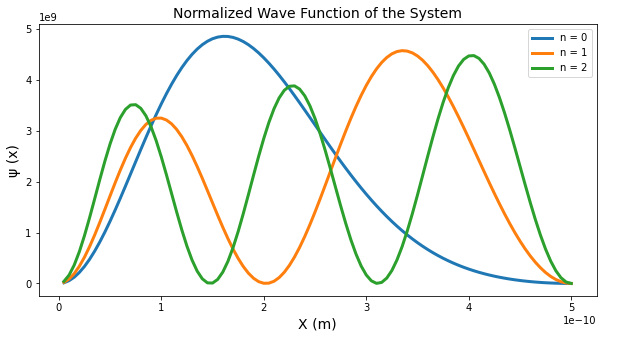 Normalized Wave Function of the System
1e9
n = 0
n = 1
n = 2
5
4
3
2
1
0
ψ (x)
0 1 2 3 4 5
1e−10
X (m)